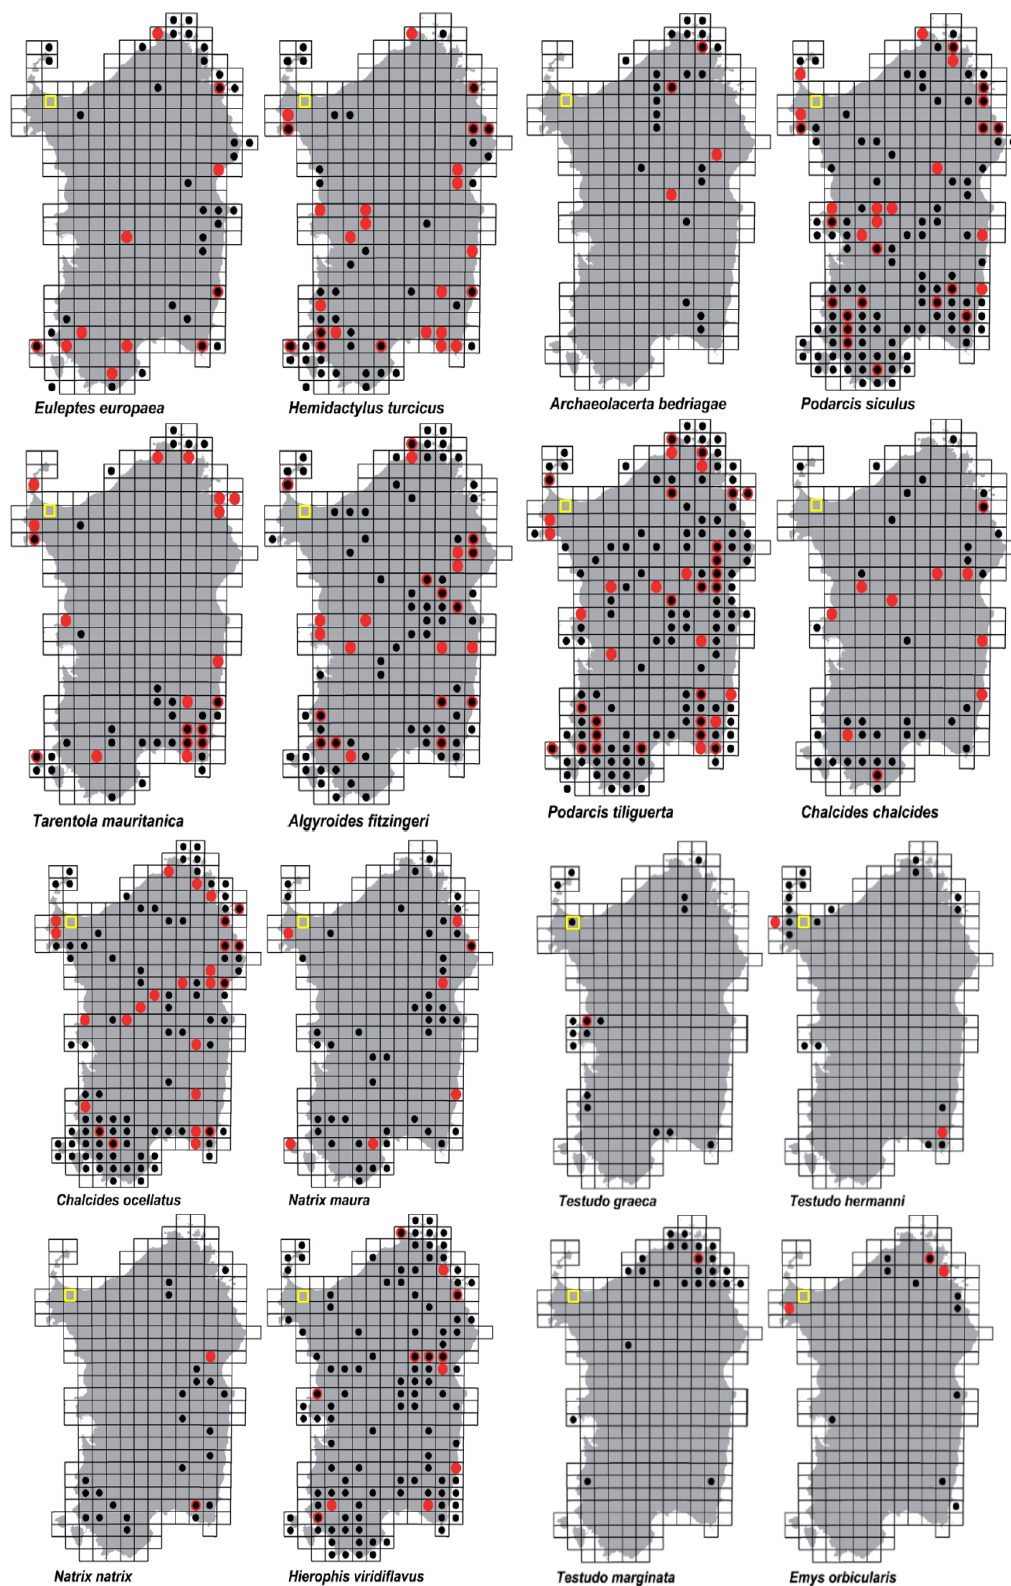 Euleptes europaea
Hemidactylus turcicus
Archaeolacerta bedriagae
Podarcis siculus
Tarentola mauritanica
Algyroides fitzingeri
Podarcis tiliguerta
Chalcides chalcides
Chalcides ocellatus
Natrix maura
Testudo graeca
Testudo hermanni
Natrix natrix
Hierophis viridiflavus
Testudo marginata
Emys orbicularis